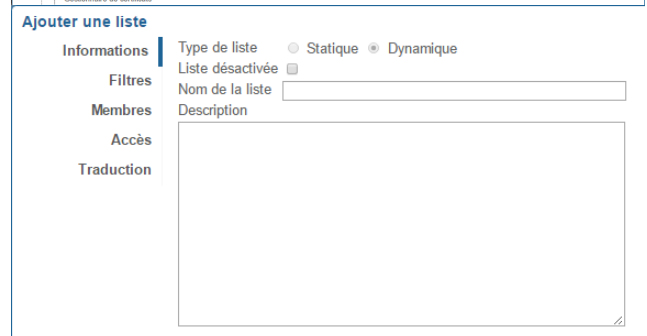 Ajouter une liste
Informations
Filtres
Membres
Accès
Traduction
Type de liste Statique Dynamique
Liste désactivée
Nom de la liste
Description